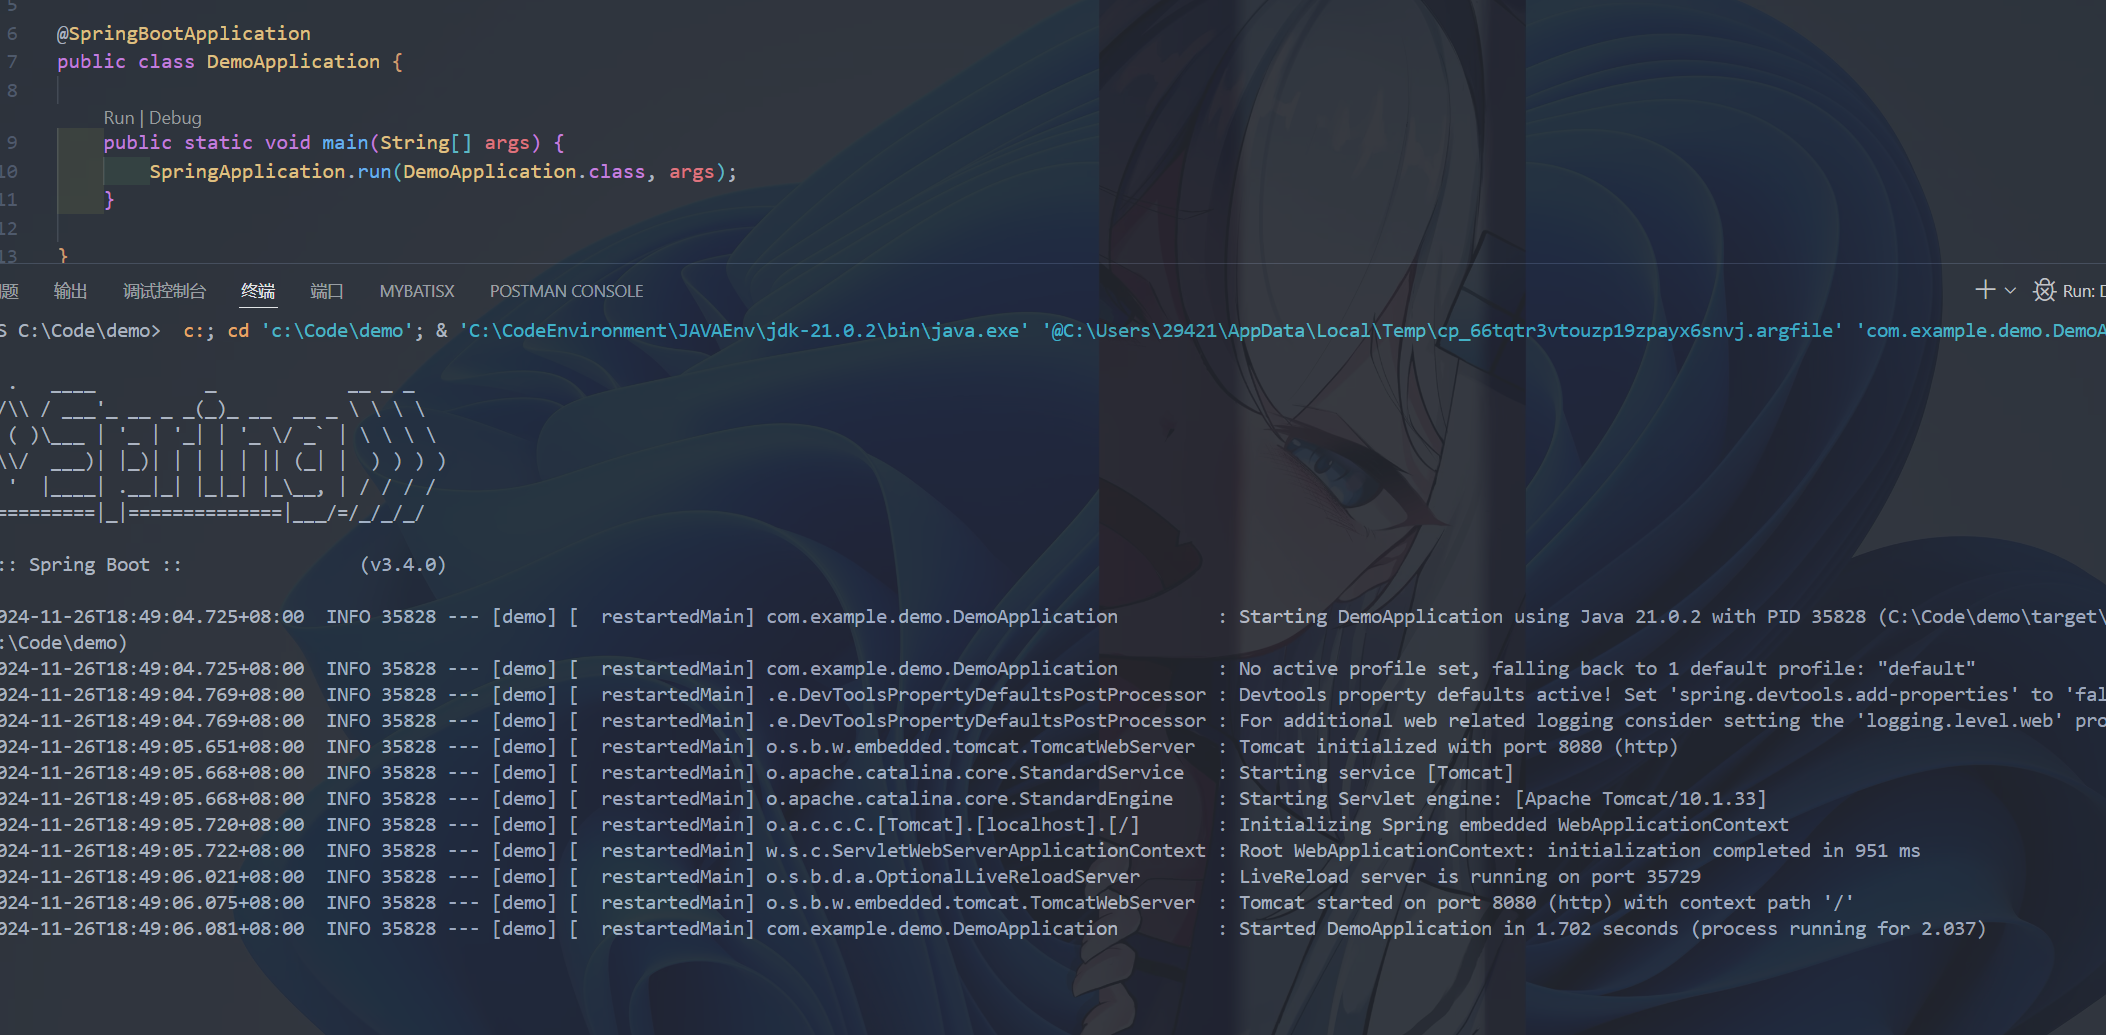 5
6 @SpringBootApplication
7 public class DemoApplication {
8
Run | Debug
9 public static void main(String[] args) {
10 SpringApplication.run(DemoApplication.class, args);
11 }
12
13 }
题 输出 调试控制台 终端 端口 MYBATISX POSTMAN CONSOLE Run: D
S C:\Code\demo> c:; cd 'c:\Code\demo'; & 'C:\CodeEnvironment\JAVAEnv\jdk-21.0.2\bin\java.exe' '@C:\Users\29421\AppData\Local\Temp\cp_66tqtr3vtouzp19zpayx6snvj.argfile' 'com.example.demo.DemoA
  .   ____          _            __ _ _
/\\ / ___'_ __ _ _(_)_ __  __ _ \ \ \ \
( )\___ | '_ | '_| | '_ \/ _` | \ \ \ \
\\/  ___)| |_)| | | | | || (_| |  ) ) ) )
'  |____| .__|_| |_|_| |_\__, | / / / /
=========|_|==============|___/=/_/_/_/
:: Spring Boot :: (v3.4.0)
024-11-26T18:49:04.725+08:00 INFO 35828 --- [demo] [ restartedMain] com.example.demo.DemoApplication : Starting DemoApplication using Java 21.0.2 with PID 35828 (C:\Code\demo\target\
:\Code\demo)
024-11-26T18:49:04.725+08:00 INFO 35828 --- [demo] [ restartedMain] com.example.demo.DemoApplication : No active profile set, falling back to 1 default profile: "default"
024-11-26T18:49:04.769+08:00 INFO 35828 --- [demo] [ restartedMain] .e.DevToolsPropertyDefaultsPostProcessor : Devtools property defaults active! Set 'spring.devtools.add-properties' to 'fal
024-11-26T18:49:04.769+08:00 INFO 35828 --- [demo] [ restartedMain] .e.DevToolsPropertyDefaultsPostProcessor : For additional web related logging consider setting the 'logging.level.web' pro
024-11-26T18:49:05.651+08:00 INFO 35828 --- [demo] [ restartedMain] o.s.b.w.embedded.tomcat.TomcatWebServer : Tomcat initialized with port 8080 (http)
024-11-26T18:49:05.668+08:00 INFO 35828 --- [demo] [ restartedMain] o.apache.catalina.core.StandardService : Starting service [Tomcat]
024-11-26T18:49:05.668+08:00 INFO 35828 --- [demo] [ restartedMain] o.apache.catalina.core.StandardEngine : Starting Servlet engine: [Apache Tomcat/10.1.33]
024-11-26T18:49:05.720+08:00 INFO 35828 --- [demo] [ restartedMain] o.a.c.c.C.[Tomcat].[localhost].[/] : Initializing Spring embedded WebApplicationContext
024-11-26T18:49:05.722+08:00 INFO 35828 --- [demo] [ restartedMain] w.s.c.ServletWebServerApplicationContext : Root WebApplicationContext: initialization completed in 951 ms
024-11-26T18:49:06.021+08:00 INFO 35828 --- [demo] [ restartedMain] o.s.b.d.a.OptionalLiveReloadServer : LiveReload server is running on port 35729
024-11-26T18:49:06.075+08:00 INFO 35828 --- [demo] [ restartedMain] o.s.b.w.embedded.tomcat.TomcatWebServer : Tomcat started on port 8080 (http) with context path '/'
024-11-26T18:49:06.081+08:00 INFO 35828 --- [demo] [ restartedMain] com.example.demo.DemoApplication : Started DemoApplication in 1.702 seconds (process running for 2.037)